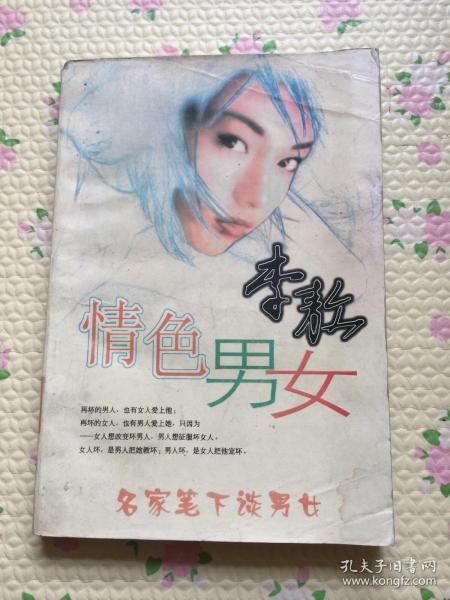 李敖
情色男女
再坏的男人，也有女人爱上他；
再坏的女人，也有男人爱上她，只因为
——女人想改变坏男人，男人想征服坏女人。
女人坏，是男人把她教坏；男人坏，是女人把他宠坏。
名家笔下谈男女
孔夫子旧书网
www.kongfz.com